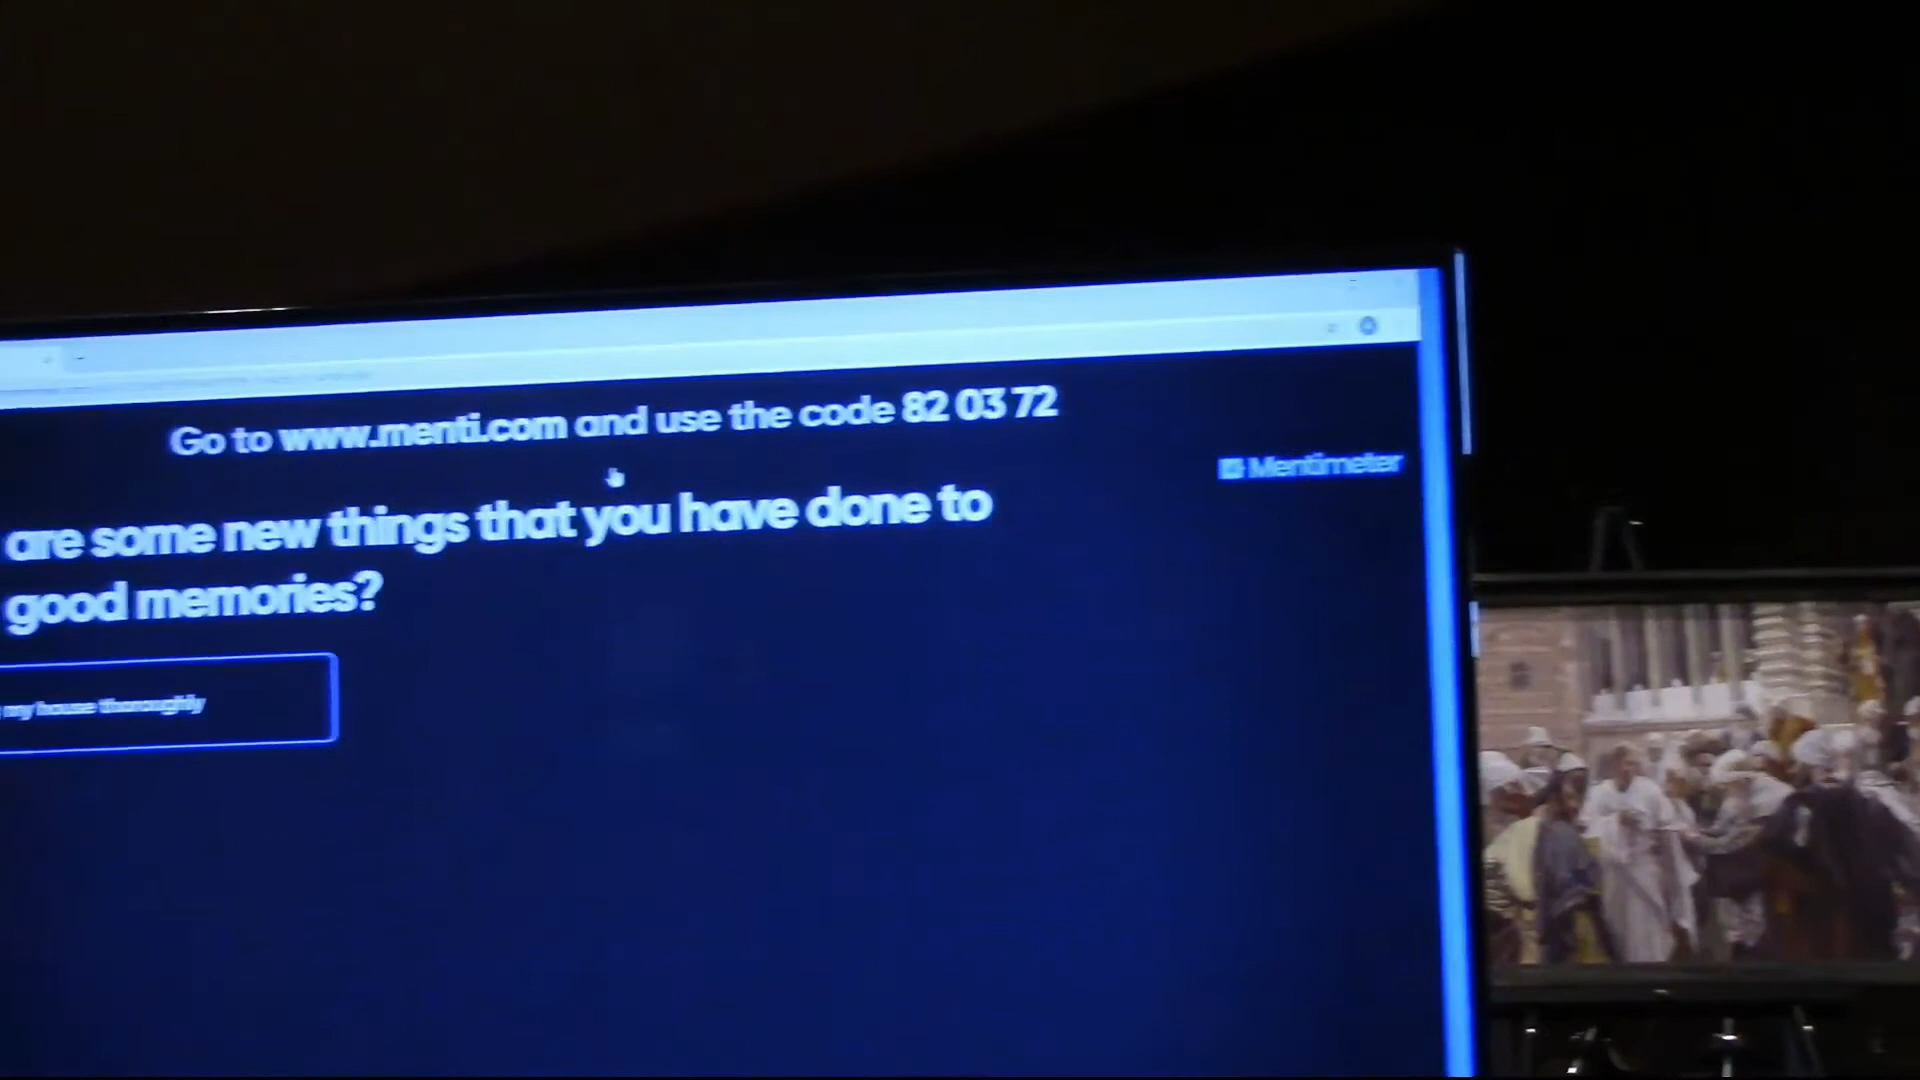 Go to www.menti.com and use the code 82 03 72
Mentimeter
are some new things that you have done to
good memories?
my house thoroughly